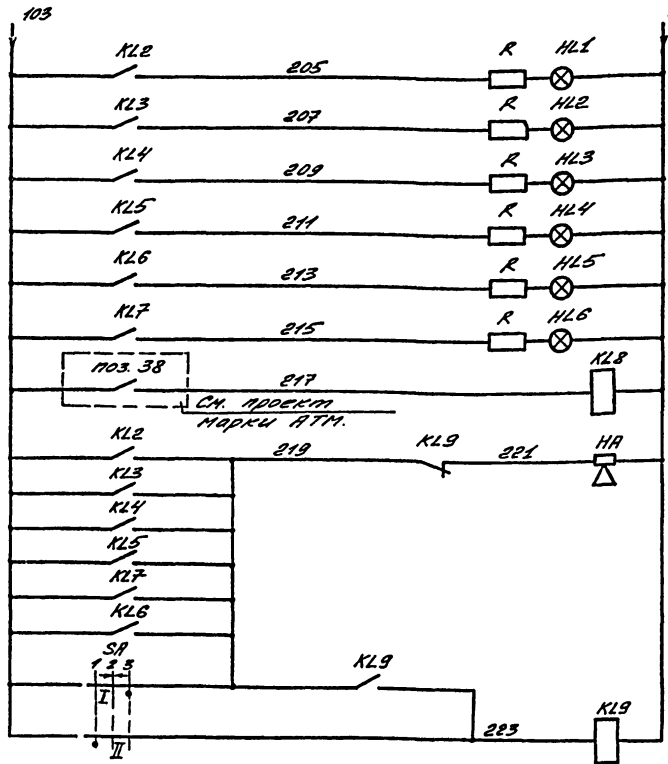 103
KL2 205 R HL1
KL3 207 R HL2
KL4 209 R HL3
KL5 211 R HL4
KL6 213 R HL5
KL7 215 R HL6
поз. 38 217 KL8
См. проект
марки АТМ.
KL2 219 KL9 221 HA
KL3
KL4
KL5
KL7
KL6
SA
1 2 3
I KL9
II 223 KL9